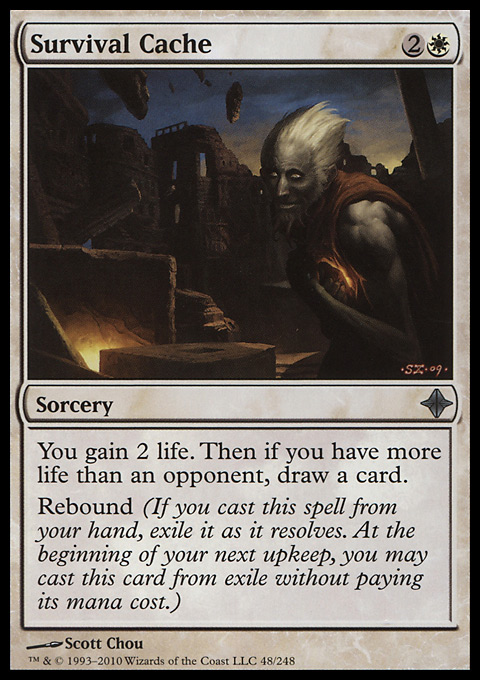 Survival Cache 2
·SZ·09·
Sorcery
You gain 2 life. Then if you have more
life than an opponent, draw a card.
Rebound (If you cast this spell from
your hand, exile it as it resolves. At the
beginning of your next upkeep, you may
cast this card from exile without paying
its mana cost.)
Scott Chou
™ & © 1993–2010 Wizards of the Coast LLC 48/248